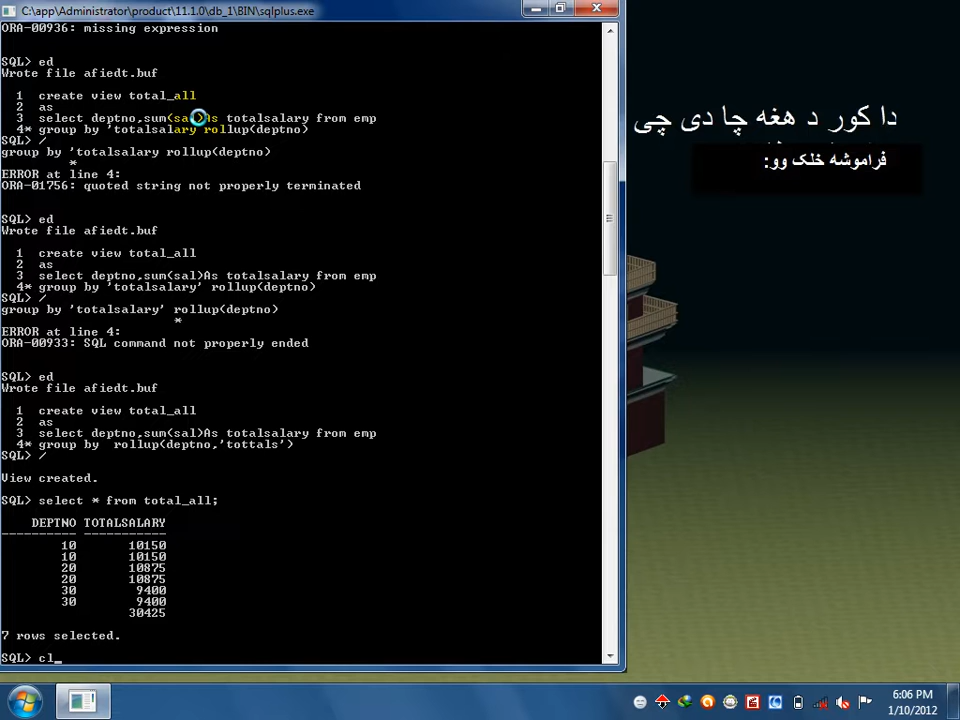 C:\app\Administrator\product\11.1.0\db_1\BIN\sqlplus.exe
ORA-00936: missing expression
SQL> ed
Wrote file afiedt.buf
1 create view total_all
2 as
3 select deptno,sum(sal)As totalsalary from emp
4* group by 'totalsalary rollup(deptno)
SQL> /
group by 'totalsalary rollup(deptno)
*
ERROR at line 4:
ORA-01756: quoted string not properly terminated
SQL> ed
Wrote file afiedt.buf
1 create view total_all
2 as
3 select deptno,sum(sal)As totalsalary from emp
4* group by 'totalsalary' rollup(deptno)
SQL> /
group by 'totalsalary' rollup(deptno)
*
ERROR at line 4:
ORA-00933: SQL command not properly ended
SQL> ed
Wrote file afiedt.buf
1 create view total_all
2 as
3 select deptno,sum(sal)As totalsalary from emp
4* group by rollup(deptno,'tottals')
SQL> /
View created.
SQL> select * from total_all;
DEPTNO TOTALSALARY
---------- -----------
10 10150
10 10150
20 10875
20 10875
30 9400
30 9400
30425
7 rows selected.
SQL> cl_
دا کور د هغه چا دی چی
فراموشه خلک وو:
6:06 PM
1/10/2012